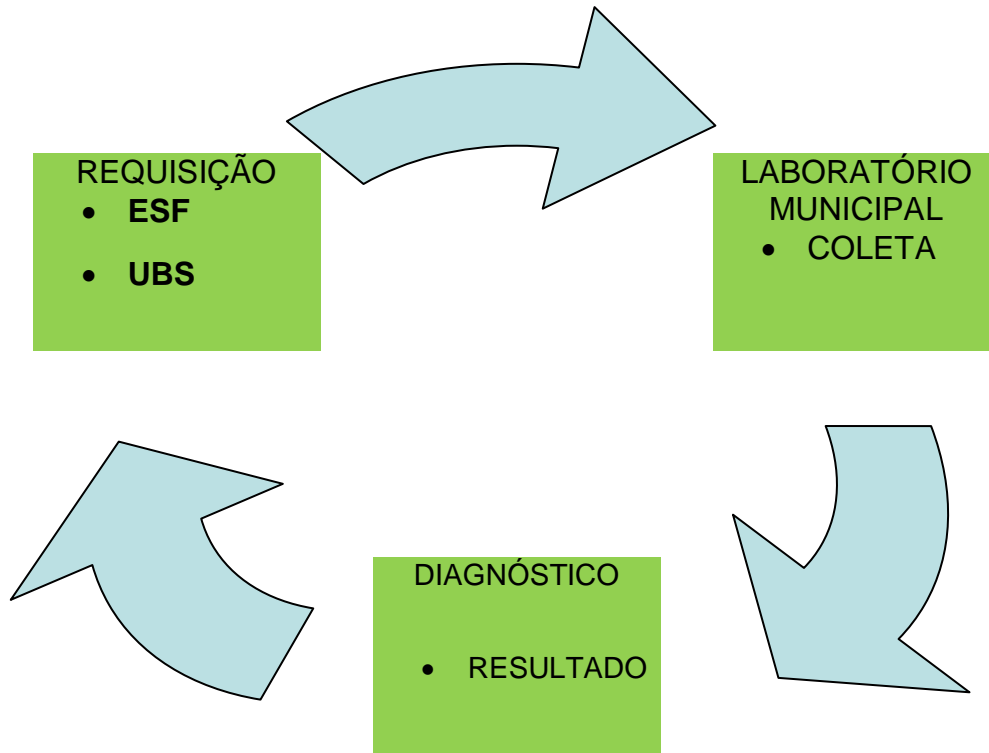 REQUISIÇÃO
• ESF
• UBS
LABORATÓRIO
MUNICIPAL
• COLETA
DIAGNÓSTICO
• RESULTADO